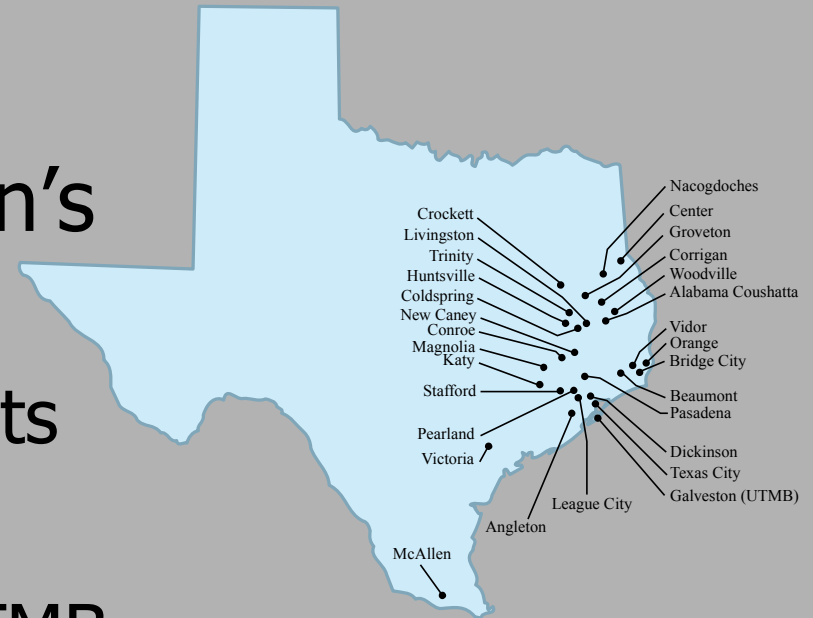 n's
ts
TMB
Crockett
Livingston
Trinity
Huntsville
Coldspring
New Caney
Conroe
Magnolia
Katy
Stafford
Pearland
Victoria
McAllen
Angleton
League City
Nacogdoches
Center
Groveton
Corrigan
Woodville
Alabama Coushatta
Vidor
Orange
Bridge City
Beaumont
Pasadena
Dickinson
Texas City
Galveston (UTMB)